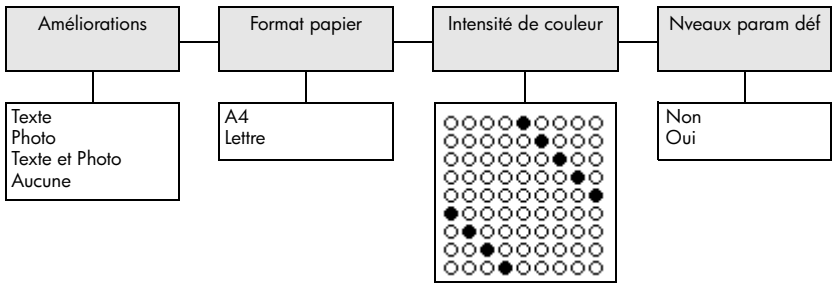 Améliorations
Format papier
Intensité de couleur
Nveaux param déf
Texte
Photo
Texte et Photo
Aucune
A4
Lettre
Non
Oui